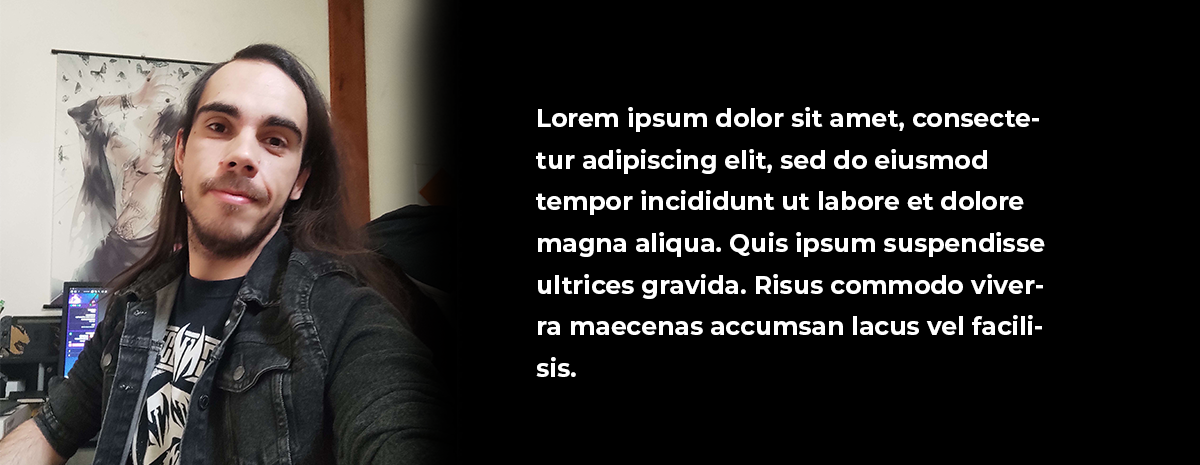 Lorem ipsum dolor sit amet, consecte-
tur adipiscing elit, sed do eiusmod
tempor incididunt ut labore et dolore
magna aliqua. Quis ipsum suspendisse
ultrices gravida. Risus commodo viver-
ra maecenas accumsan lacus vel facili-
sis.